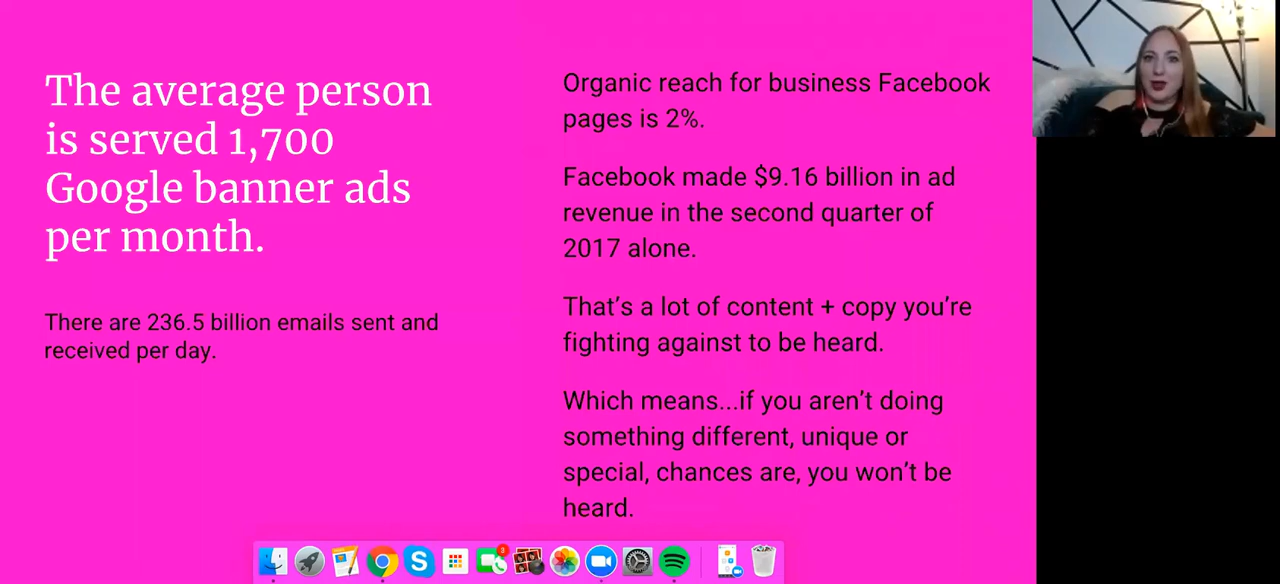 The average person
is served 1,700
Google banner ads
per month.
There are 236.5 billion emails sent and
received per day.
Organic reach for business Facebook
pages is 2%.
Facebook made $9.16 billion in ad
revenue in the second quarter of
2017 alone.
That's a lot of content + copy you're
fighting against to be heard.
Which means...if you aren't doing
something different, unique or
special, chances are, you won't be
heard.